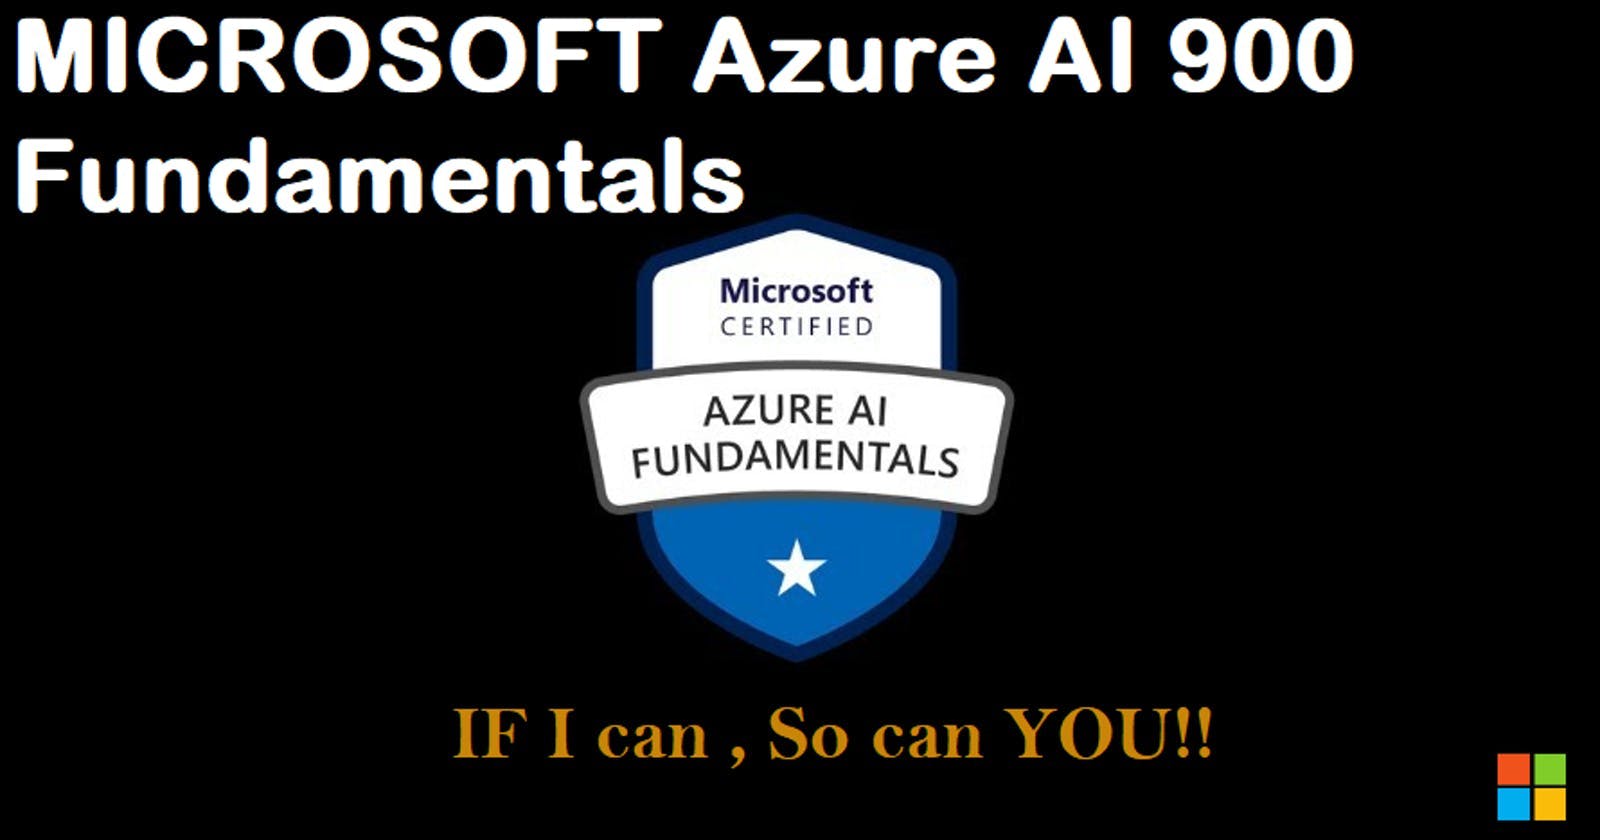 MICROSOFT Azure AI 900
Fundamentals
Microsoft
CERTIFIED
AZURE AI
FUNDAMENTALS
IF I can , So can YOU!!